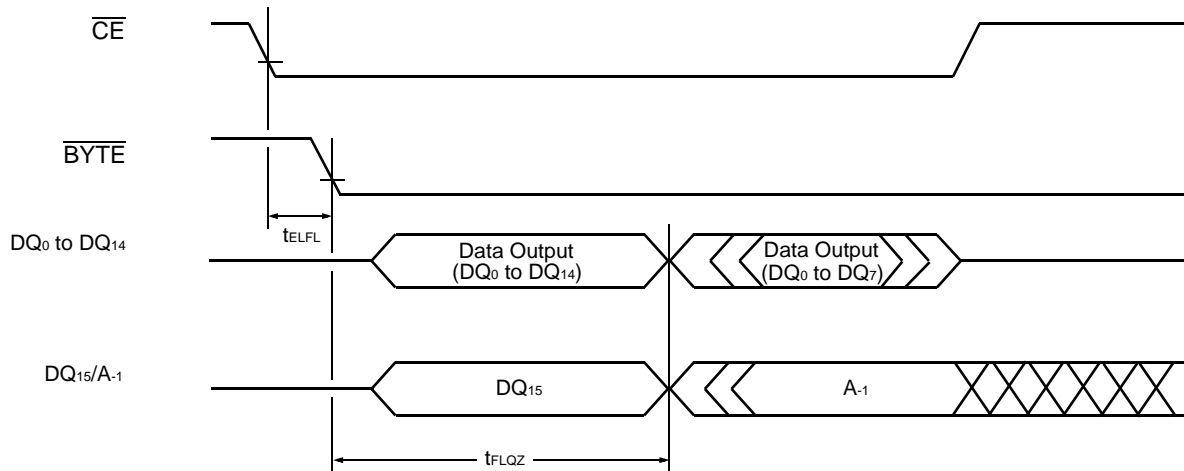 CE
BYTE
tELFL
DQ0 to DQ14
Data Output
(DQ0 to DQ14)
Data Output
(DQ0 to DQ7)
DQ15/A-1
DQ15
A-1
tFLQZ